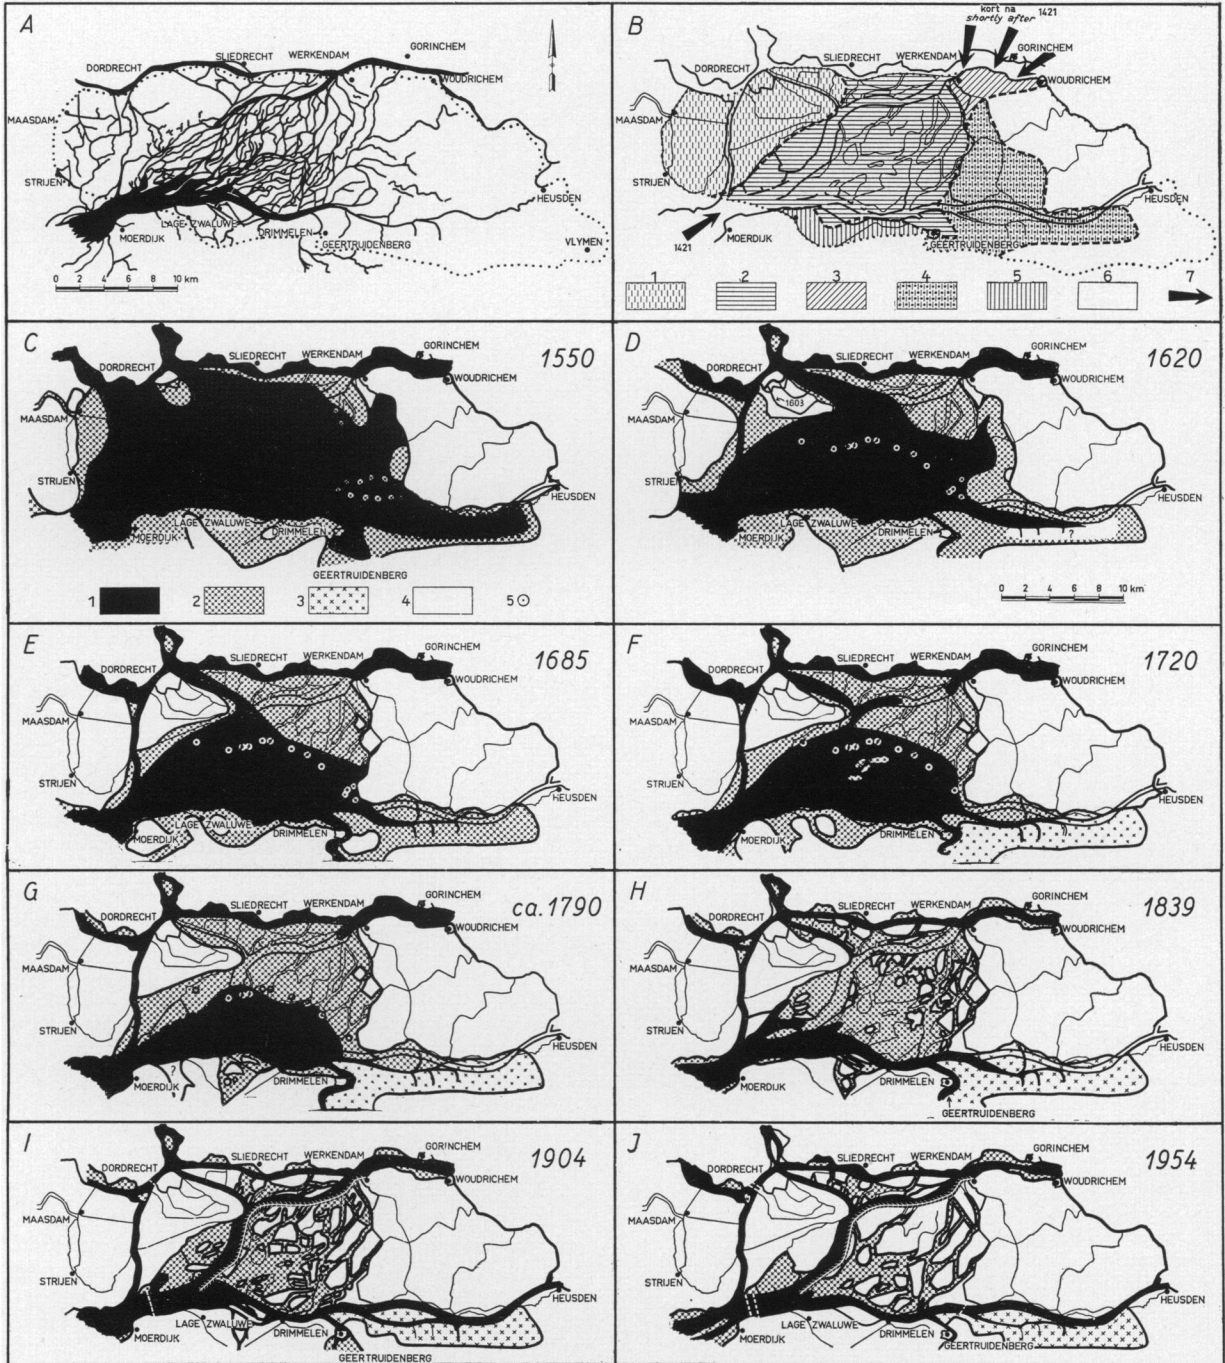 A
SLIEDRECHT
WERKENDAM
GORINCHEM
DORDRECHT
WOUDRICHEM
MAASDAM
STRIJEN
HEUSDEN
LAGE ZWALUWE
MOERDIJK
DRIMMELEN
GEERTRUIDENBERG
VLYMEN
0 2 4 6 8 10 km
B
kort na
shortly after 1421
WERKENDAM
GORINCHEM
SLIEDRECHT
DORDRECHT
WOUDRICHEM
MAASDAM
STRIJEN
HEUSDEN
1421
MOERDIJK
GEERTRUIDENBERG
1 2 3 4 5 6 7
C
1550
GORINCHEM
SLIEDRECHT
WERKENDAM
DORDRECHT
WOUDRICHEM
MAASDAM
STRIJEN
HEUSDEN
LAGE ZWALUWE
MOERDIJK
DRIMMELEN
GEERTRUIDENBERG
1 2 3 4 5
D
1620
GORINCHEM
SLIEDRECHT
WERKENDAM
DORDRECHT
WOUDRICHEM
1603
MAASDAM
STRIJEN
HEUSDEN
LAGE ZWALUWE
MOERDIJK
DRIMMELEN
?
0 2 4 6 8 10 km
E
1685
GORINCHEM
SLIEDRECHT
WERKENDAM
DORDRECHT
WOUDRICHEM
MAASDAM
STRIJEN
HEUSDEN
LAGE ZWALUWE
MOERDIJK
DRIMMELEN
F
1720
GORINCHEM
SLIEDRECHT
WERKENDAM
DORDRECHT
WOUDRICHEM
MAASDAM
STRIJEN
HEUSDEN
MOERDIJK
DRIMMELEN
G
ca. 1790
GORINCHEM
SLIEDRECHT
WERKENDAM
DORDRECHT
WOUDRICHEM
MAASDAM
STRIJEN
HEUSDEN
?
MOERDIJK
DRIMMELEN
H
1839
GORINCHEM
SLIEDRECHT
WERKENDAM
DORDRECHT
WOUDRICHEM
MAASDAM
STRIJEN
HEUSDEN
MOERDIJK
DRIMMELEN
GEERTRUIDENBERG
I
1904
GORINCHEM
SLIEDRECHT
WERKENDAM
DORDRECHT
WOUDRICHEM
MAASDAM
STRIJEN
HEUSDEN
LAGE ZWALUWE
MOERDIJK
DRIMMELEN
GEERTRUIDENBERG
J
1954
GORINCHEM
SLIEDRECHT
WERKENDAM
DORDRECHT
WOUDRICHEM
MAASDAM
STRIJEN
HEUSDEN
LAGE ZWALUWE
MOERDIJK
DRIMMELEN
GEERTRUIDENBERG